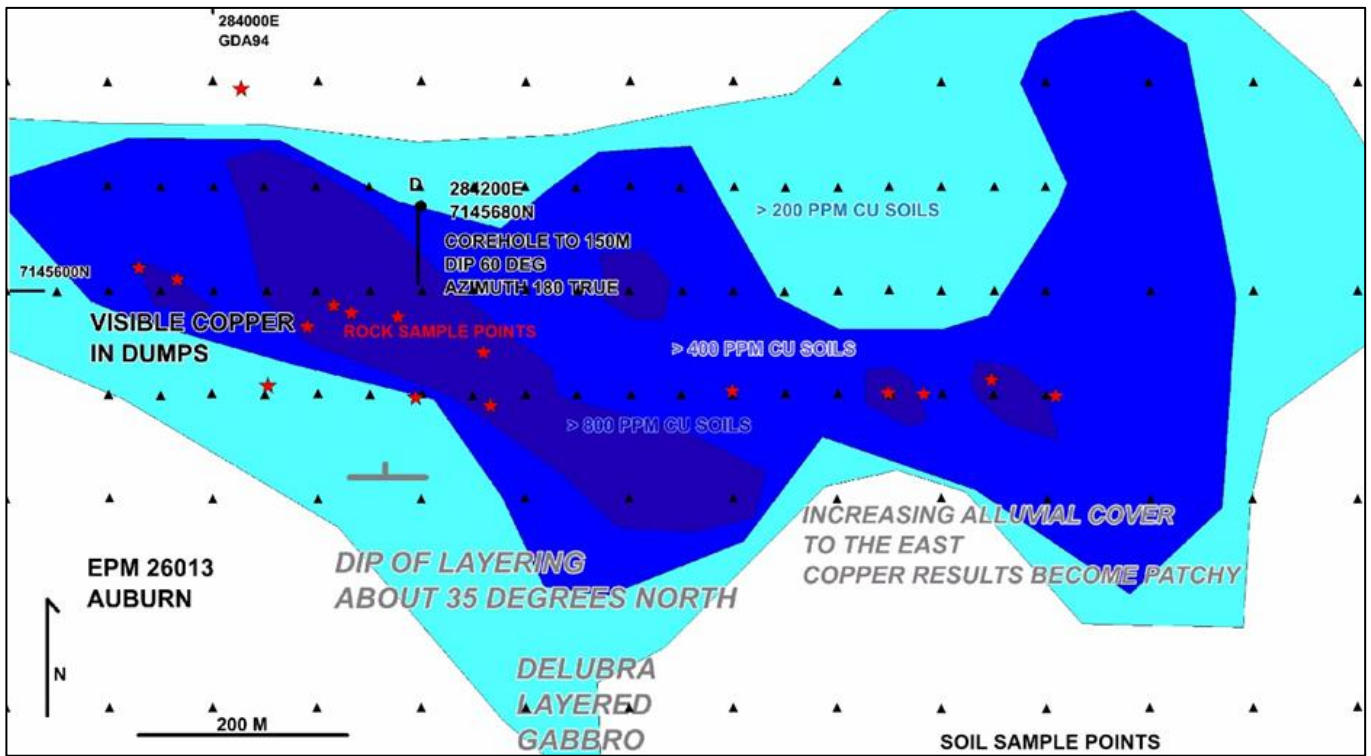 284000E
GDA94
D
284200E
7145680N
> 200 PPM CU SOILS
COREHOLE TO 150M
DIP 60 DEG
AZIMUTH 180 TRUE
7145600N
VISIBLE COPPER
IN DUMPS
ROCK SAMPLE POINTS
> 400 PPM CU SOILS
> 800 PPM CU SOILS
INCREASING ALLUVIAL COVER
TO THE EAST
COPPER RESULTS BECOME PATCHY
DIP OF LAYERING
ABOUT 35 DEGREES NORTH
EPM 26013
AUBURN
N
DELUBRA
LAYERED
GABBRO
200 M
SOIL SAMPLE POINTS